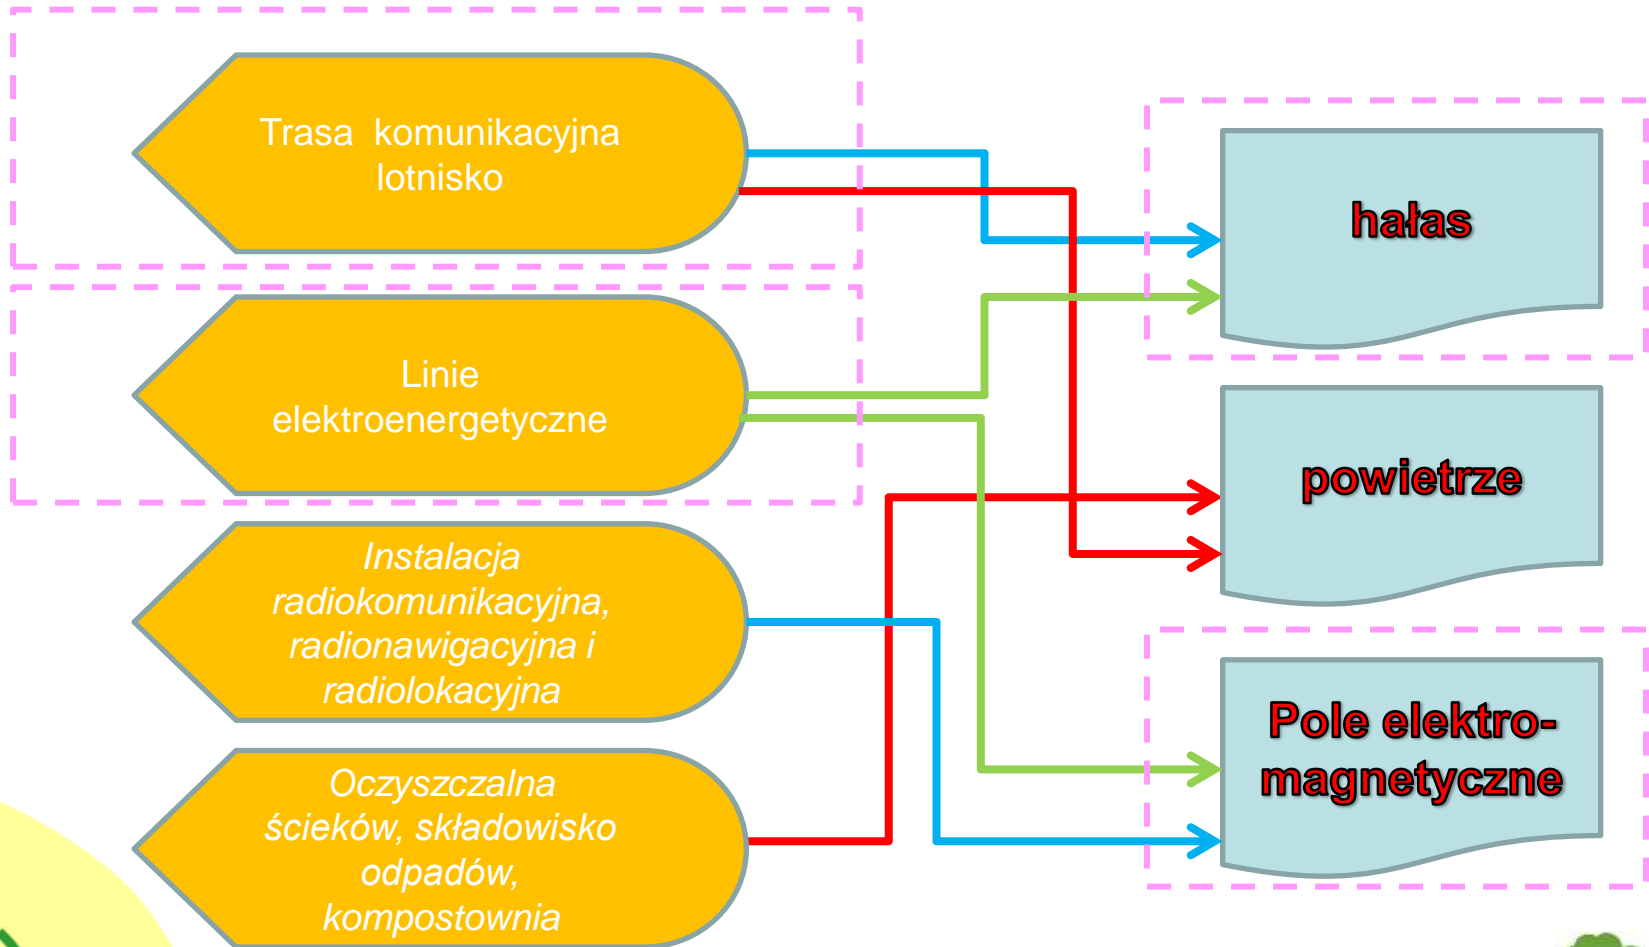 Trasa komunikacyjna
lotnisko
Linie
elektroenergetyczne
Instalacja
radiokomunikacyjna,
radionawigacyjna i
radiolokacyjna
Oczyszczalna
ścieków, składowisko
odpadów,
kompostownia
hałas
powietrze
Pole elektro-
magnetyczne